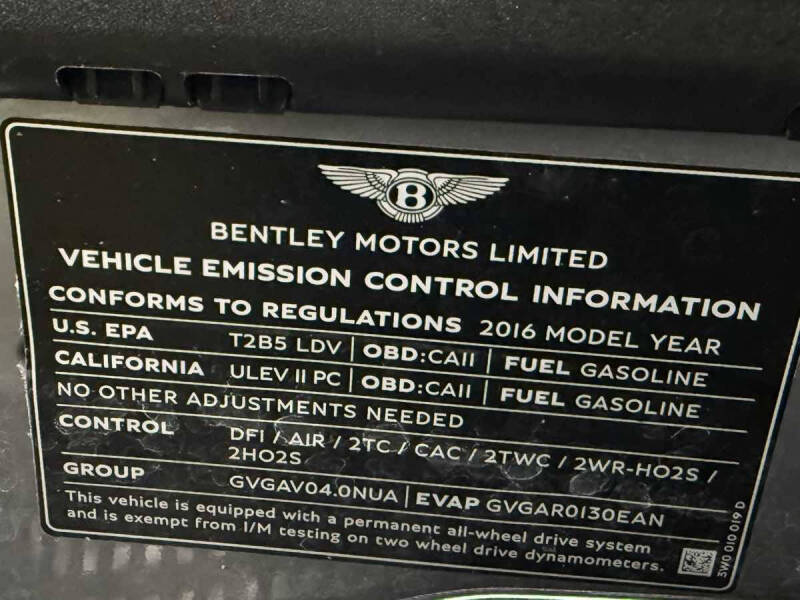 B
BENTLEY MOTORS LIMITED
VEHICLE EMISSION CONTROL INFORMATION
CONFORMS TO REGULATIONS 2016 MODEL YEAR
U.S. EPA T2B5 LDV | OBD:CAII | FUEL GASOLINE
CALIFORNIA ULEV II PC | OBD:CAII | FUEL GASOLINE
NO OTHER ADJUSTMENTS NEEDED
CONTROL DFI / AIR / 2TC / CAC / 2TWC / 2WR-HO2S /
2HO2S
GROUP GVGAV04.0NUA | EVAP GVGAR0130EAN
This vehicle is equipped with a permanent all-wheel drive system
and is exempt from I/M testing on two wheel drive dynamometers.
3W0 010 019 D